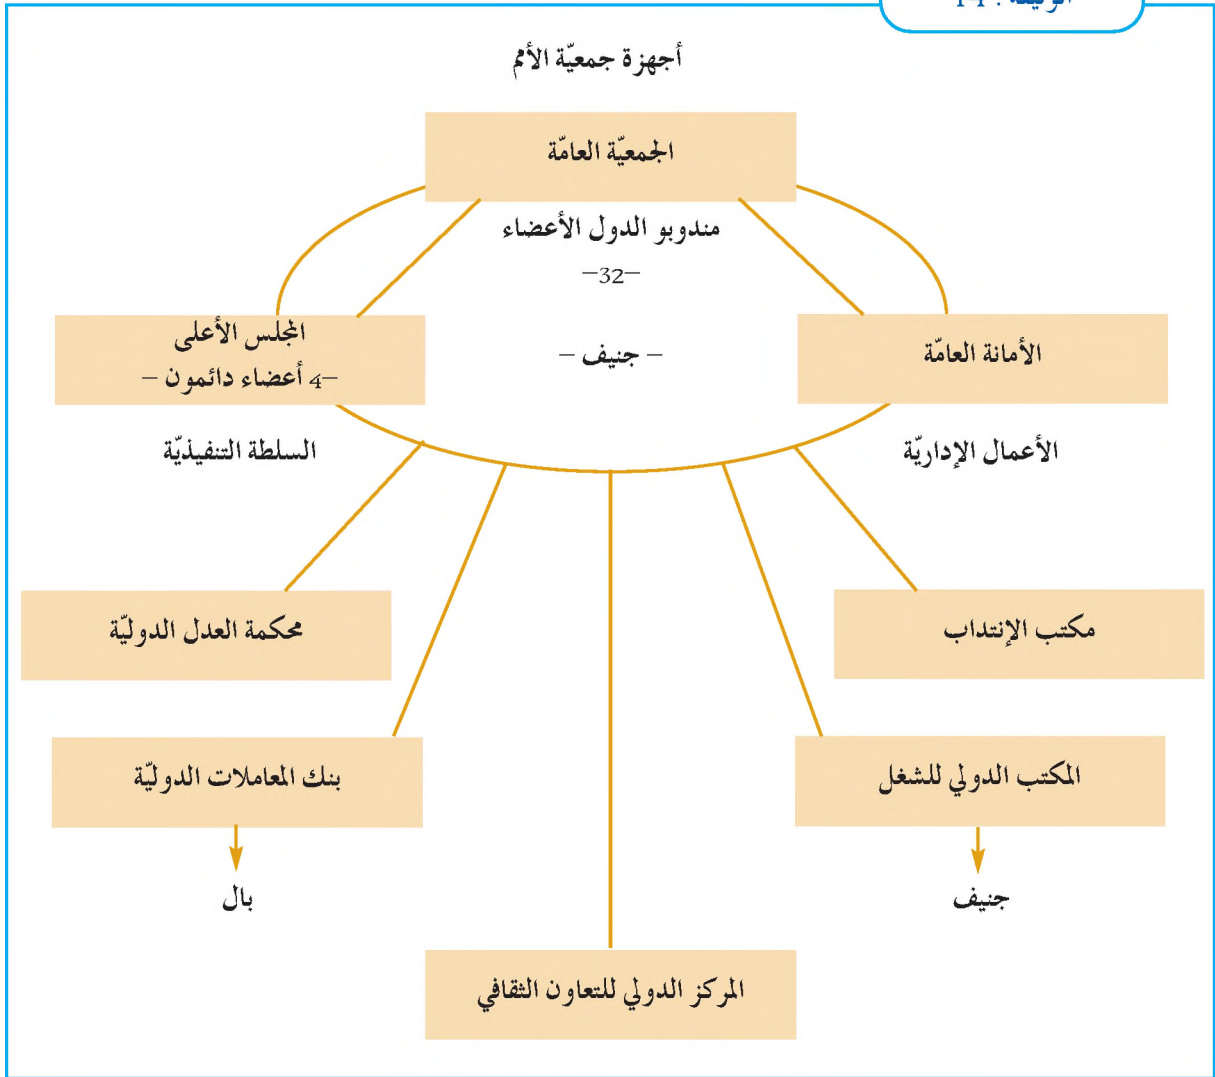 الوثيقة : 14
أجهزة جمعيّة الأمم
الجمعيّة العامّة
مندوبو الدول الأعضاء
–32–
– جنيف –
الأمانة العامّة
المجلس الأعلى
–4 أعضاء دائمون –
الأعمال الإداريّة
السلطة التنفيذيّة
مكتب الإنتداب
محكمة العدل الدوليّة
المكتب الدولي للشغل
بنك المعاملات الدوليّة
جنيف
بال
المركز الدولي للتعاون الثقافي